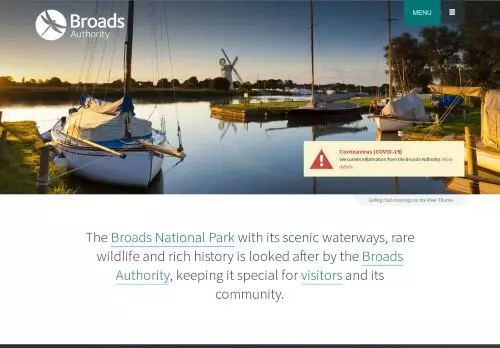 Broads
Authority
MENU
Coronavirus (COVID-19)
See current information from the Broads Authority. More
details.
Sailing club moorings on the River Thurne
The Broads National Park with its scenic waterways, rare
wildlife and rich history is looked after by the Broads
Authority, keeping it special for visitors and its
community.